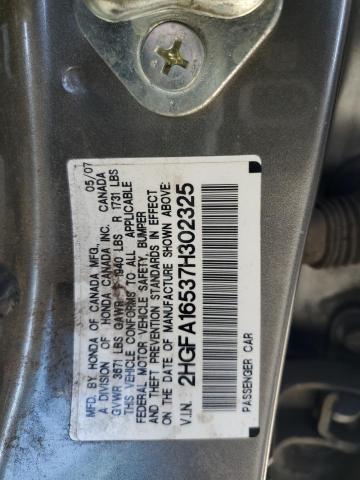 MFD. BY HONDA OF CANADA MFG. 05/07
A DIVISION OF HONDA CANADA INC. CANADA
GVWR 3671 LBS GAWR F 1940 LBS R 1731 LBS
THIS VEHICLE CONFORMS TO ALL APPLICABLE
FEDERAL MOTOR VEHICLE SAFETY, BUMPER
AND THEFT PREVENTION STANDARDS IN EFFECT
ON THE DATE OF MANUFACTURE SHOWN ABOVE.
V.I.N.: 2HGFA16537H302325
PASSENGER CAR